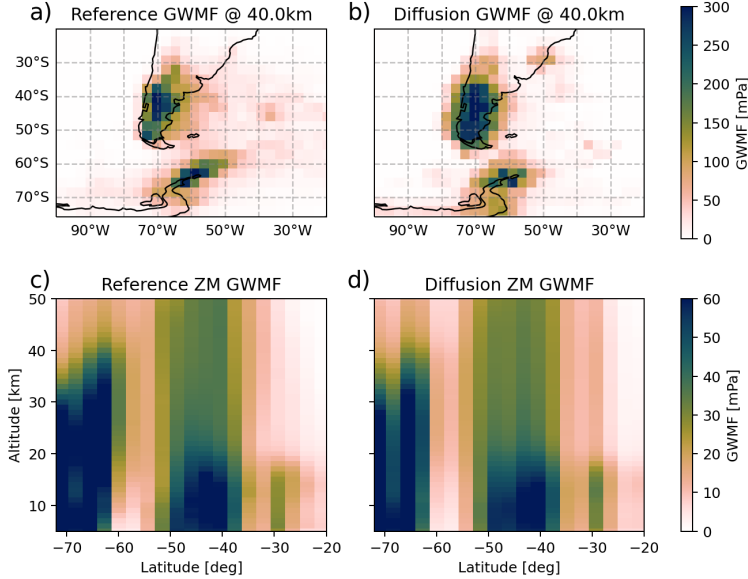 a)
Reference GWMF @ 40.0km
b)
Diffusion GWMF @ 40.0km
30°S
40°S
50°S
60°S
70°S
90°W
70°W
50°W
30°W
90°W
70°W
50°W
30°W
300
250
200
150
100
50
0
GWMF [mPa]
c)
Reference ZM GWMF
d)
Diffusion ZM GWMF
50
40
30
20
10
Altitude [km]
−70
−60
−50
−40
−30
−20
Latitude [deg]
−70
−60
−50
−40
−30
−20
Latitude [deg]
60
50
40
30
20
10
0
GWMF [mPa]